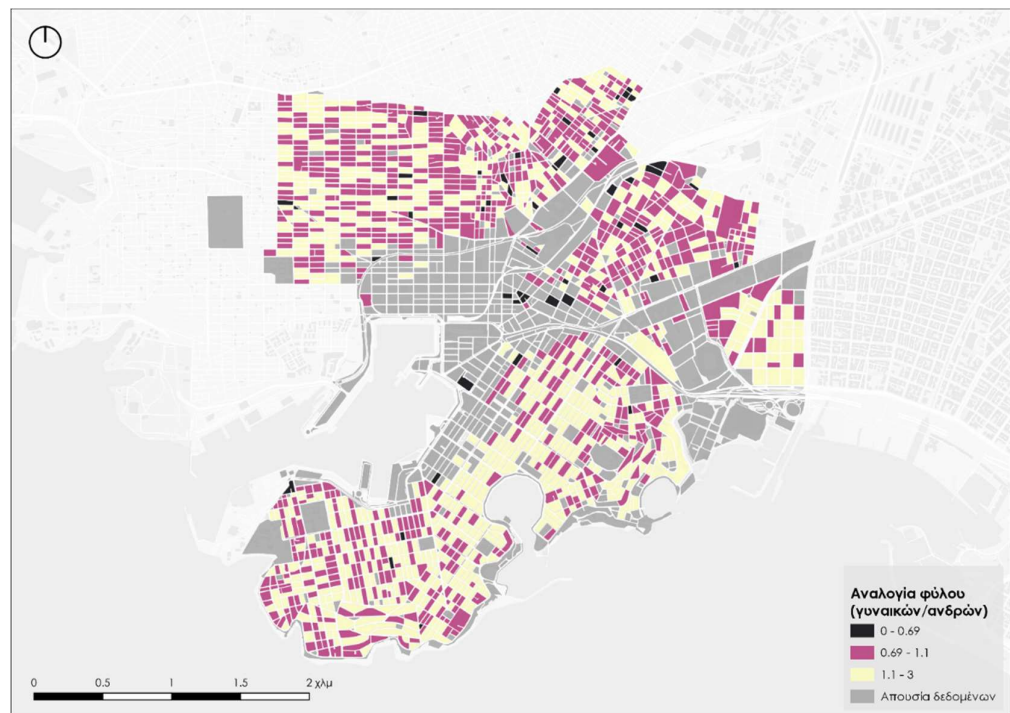 Αναλογία φύλου
(γυναικών/ανδρών)
0 - 0.69
0.69 - 1.1
1.1 - 3
Απουσία δεδομένων
0 0.5 1 1.5 2 χλμ